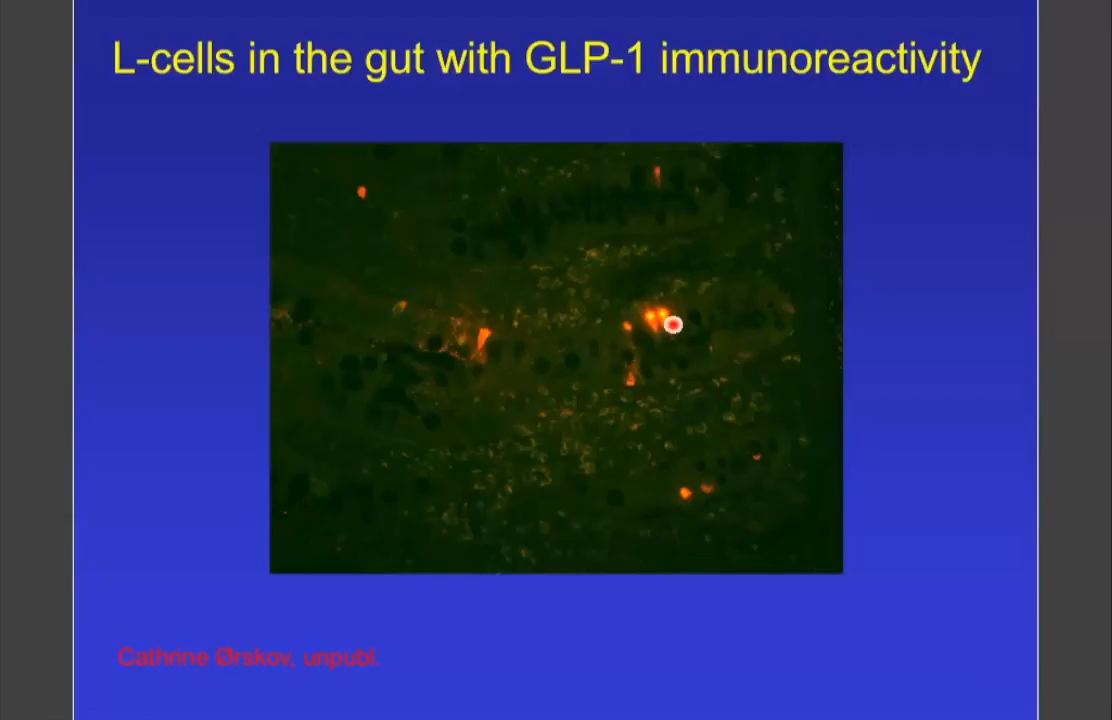 L-cells in the gut with GLP-1 immunoreactivity
Cathrine Ørskov, unpubl.